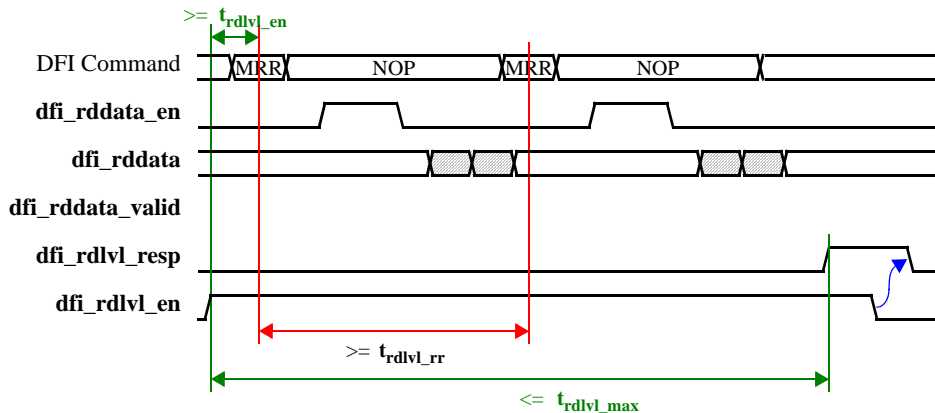 >= trdlvl_en
DFI Command MRR NOP MRR NOP
dfi_rddata_en
dfi_rddata
dfi_rddata_valid
dfi_rdlvl_resp
dfi_rdlvl_en
>= trdlvl_rr
<= trdlvl_max